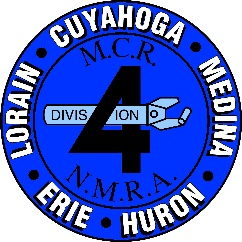 LORAIN • CUYAHOGA • MEDINA • HURON • ERIE •
M.C.R.
DIVISION
4
N.M.R.A.